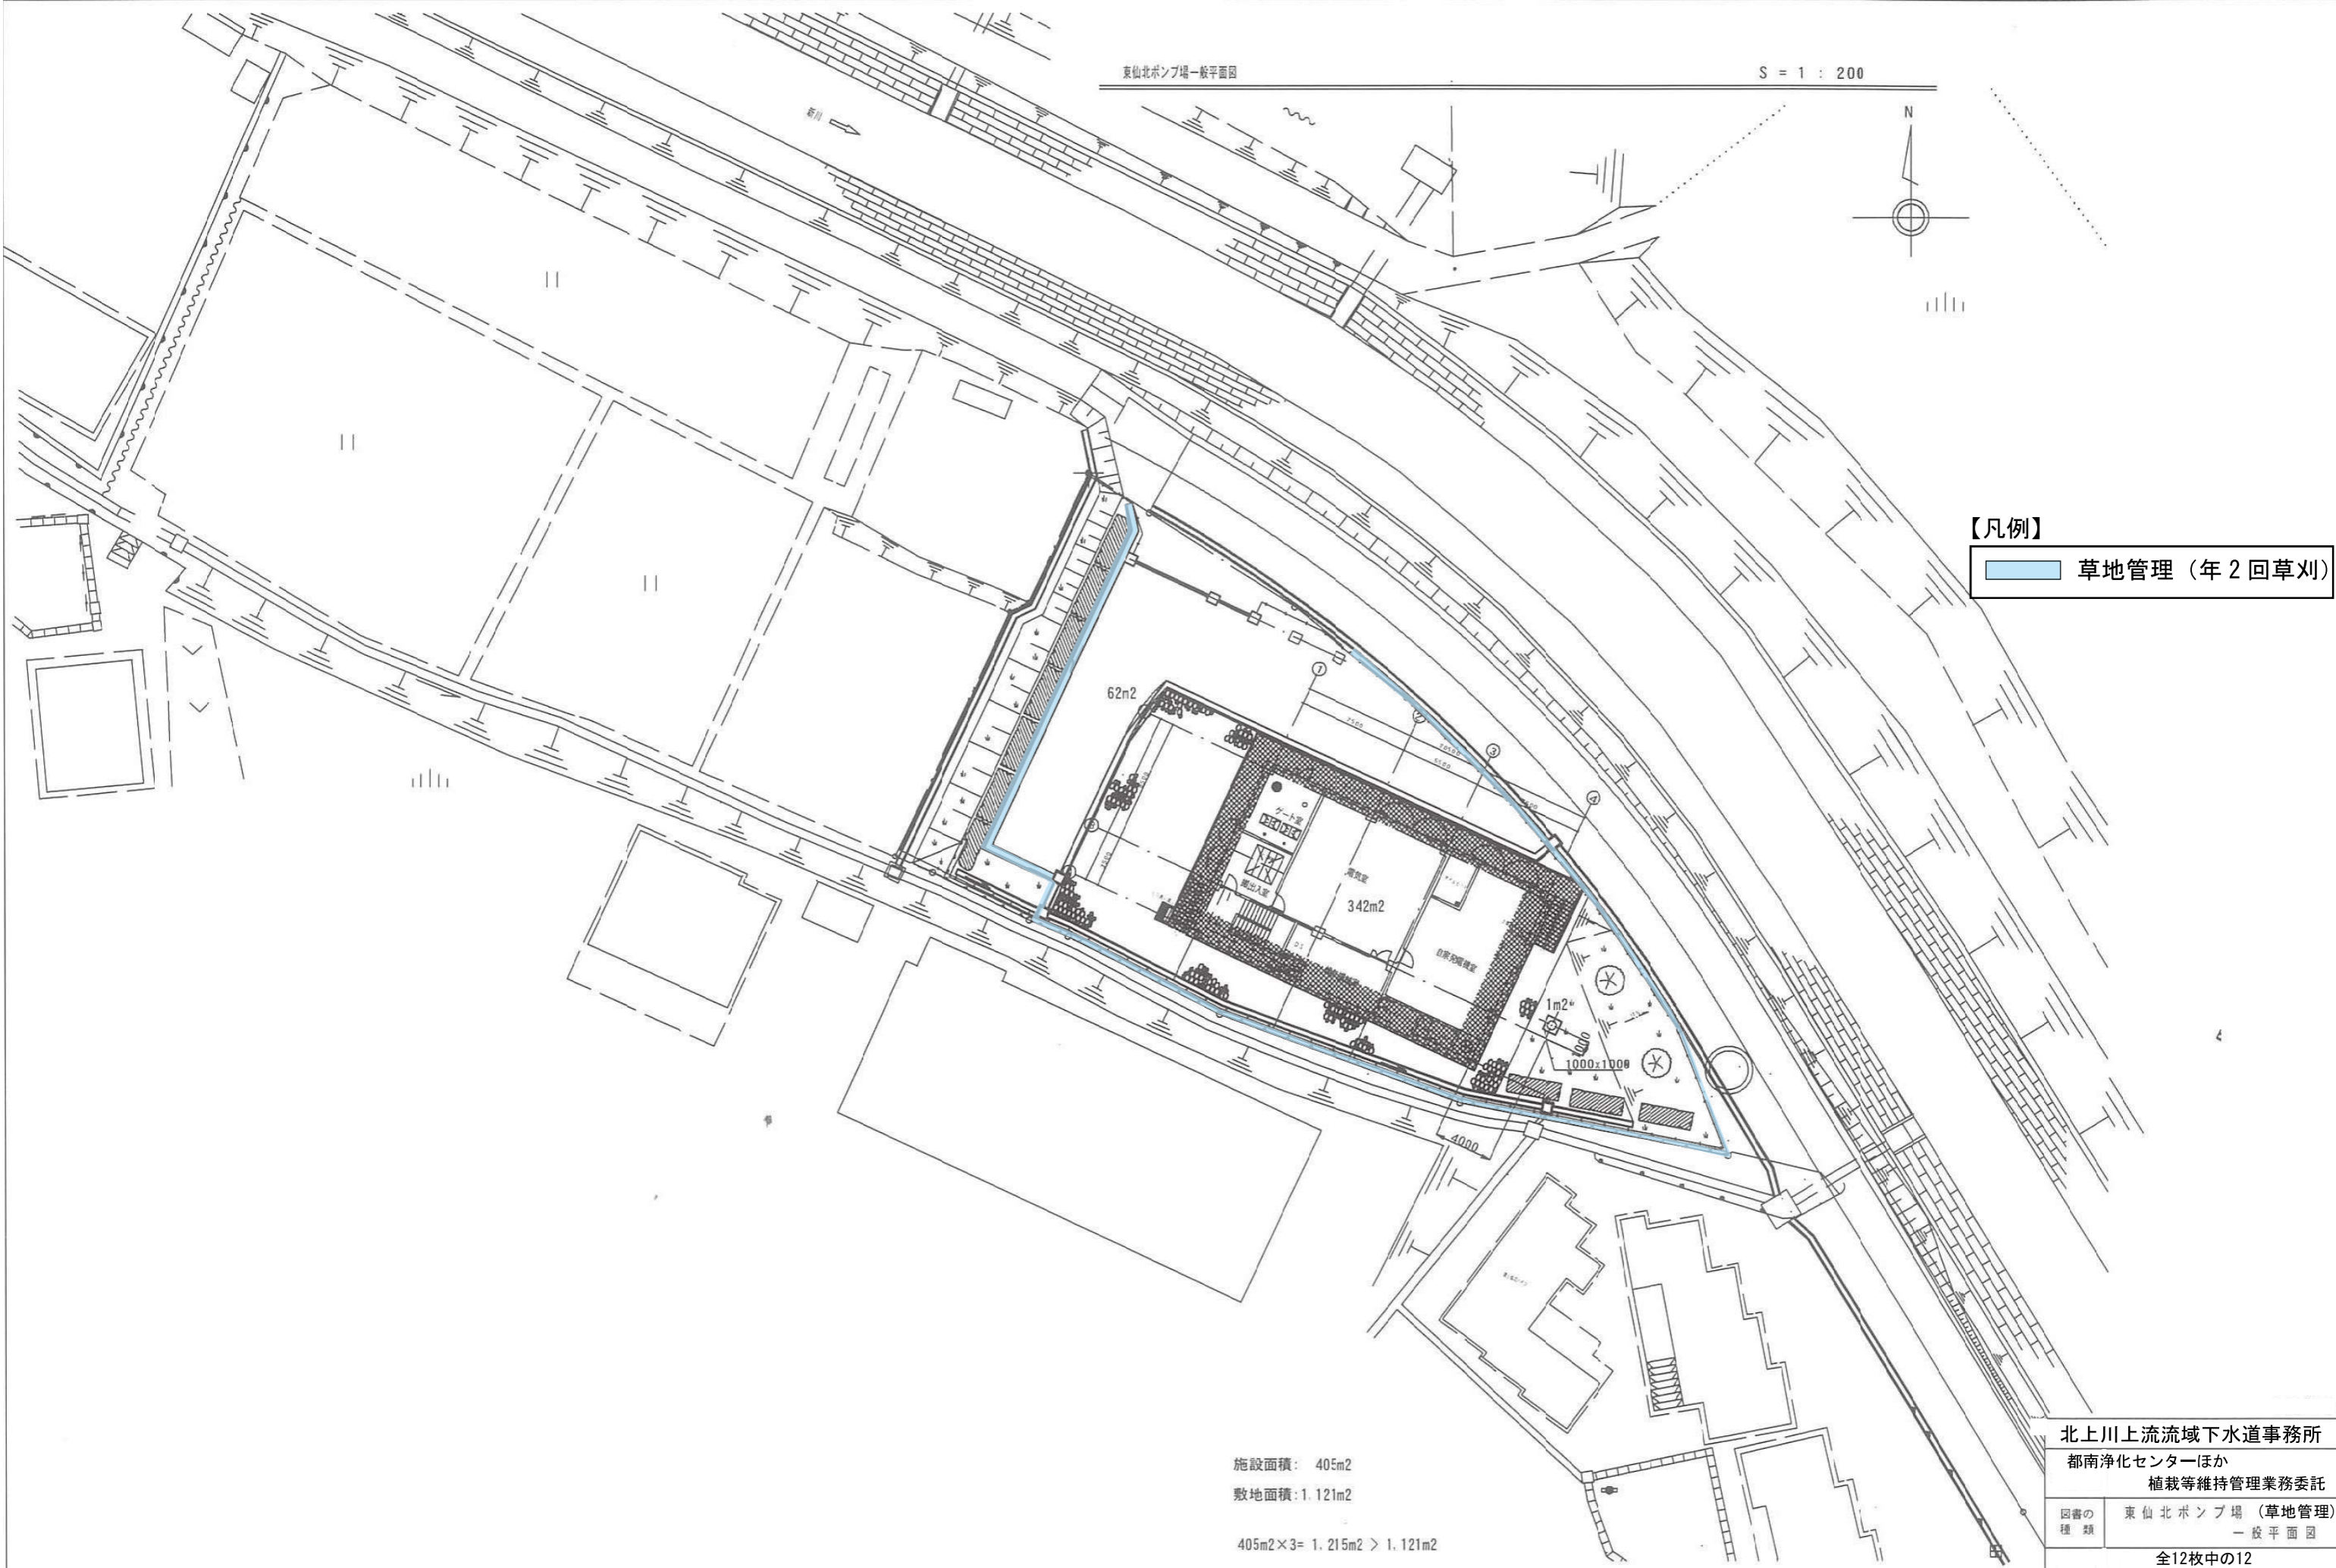 東仙北ポンプ場一般平面図
S = 1 : 200
新川
N
【凡例】
草地管理（年2回草刈）
62m2
1
2
3
4
7500
ゲート室
搬出入室
電気室
342m2
自家発電機室
1m2
1000
1000x1000
4000
施設面積: 405m2
敷地面積:1.121m2
405m2×3= 1.215m2 > 1.121m2
北上川上流流域下水道事務所
都南浄化センターほか
植栽等維持管理業務委託
図書の種類
東仙北ポンプ場（草地管理）
一般平面図
全12枚中の12